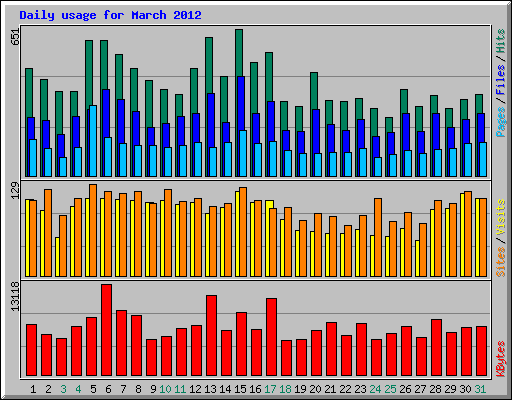 Daily usage for March 2012
651
Pages / Files / Hits
129
Sites / Visits
13118
KBytes
1 2 3 4 5 6 7 8 9 10 11 12 13 14 15 16 17 18 19 20 21 22 23 24 25 26 27 28 29 30 31